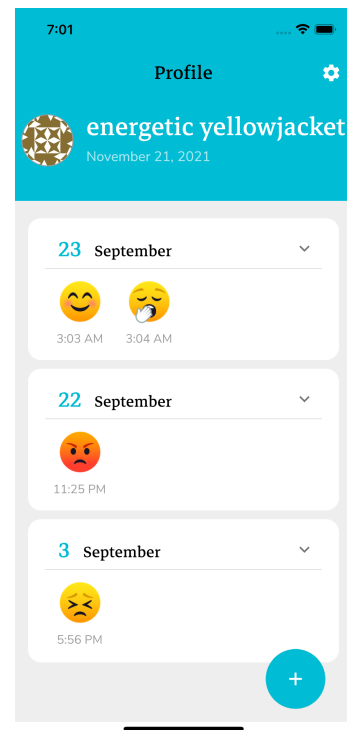 7:01
Profile
energetic yellowjacket
November 21, 2021
23 September
3:03 AM 3:04 AM
22 September
11:25 PM
3 September
5:56 PM
+